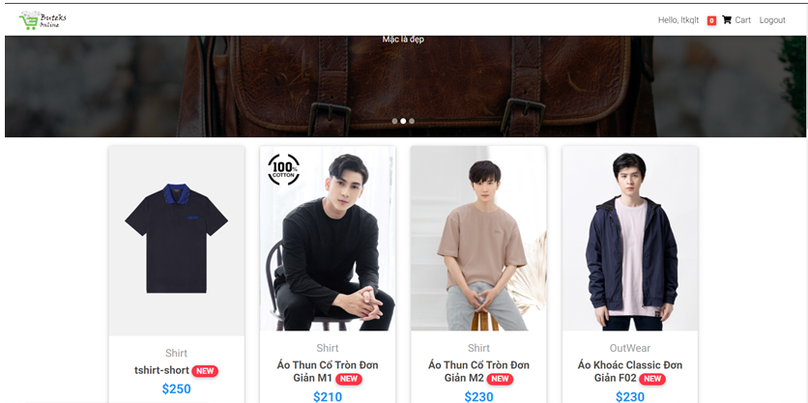 Buteks
Online
Hello, ltkqlt 0 Cart Logout
Mặc là đẹp
100%
COTTON
Shirt
tshirt-short NEW
$250
Shirt
Áo Thun Cổ Tròn Đơn
Giản M1 NEW
$210
Shirt
Áo Thun Cổ Tròn Đơn
Giản M2 NEW
$230
OutWear
Áo Khoác Classic Đơn
Giản F02 NEW
$230